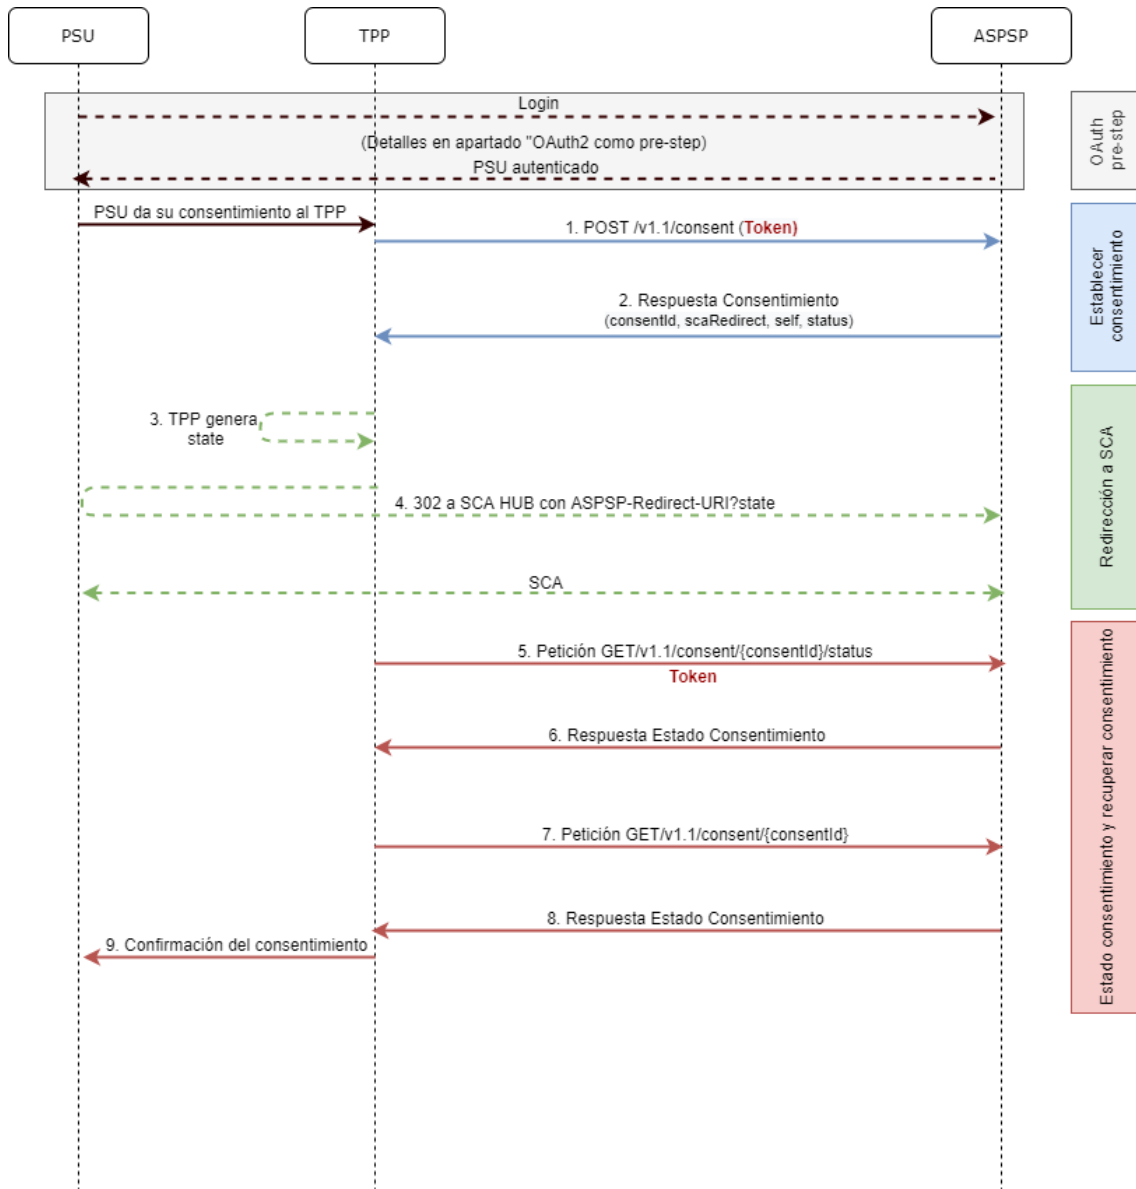 PSU
TPP
ASPSP
Login
(Detalles en apartado "OAuth2 como pre-step)
PSU autenticado
OAuth
pre-step
PSU da su consentimiento al TPP
1. POST /v1.1/consent (Token)
2. Respuesta Consentimiento
(consentId, scaRedirect, self, status)
Establecer
consentimiento
3. TPP genera
state
4. 302 a SCA HUB con ASPSP-Redirect-URI?state
SCA
Redirección a SCA
5. Petición GET/v1.1/consent/{consentId}/status
Token
6. Respuesta Estado Consentimiento
7. Petición GET/v1.1/consent/{consentId}
8. Respuesta Estado Consentimiento
9. Confirmación del consentimiento
Estado consentimiento y recuperar consentimiento